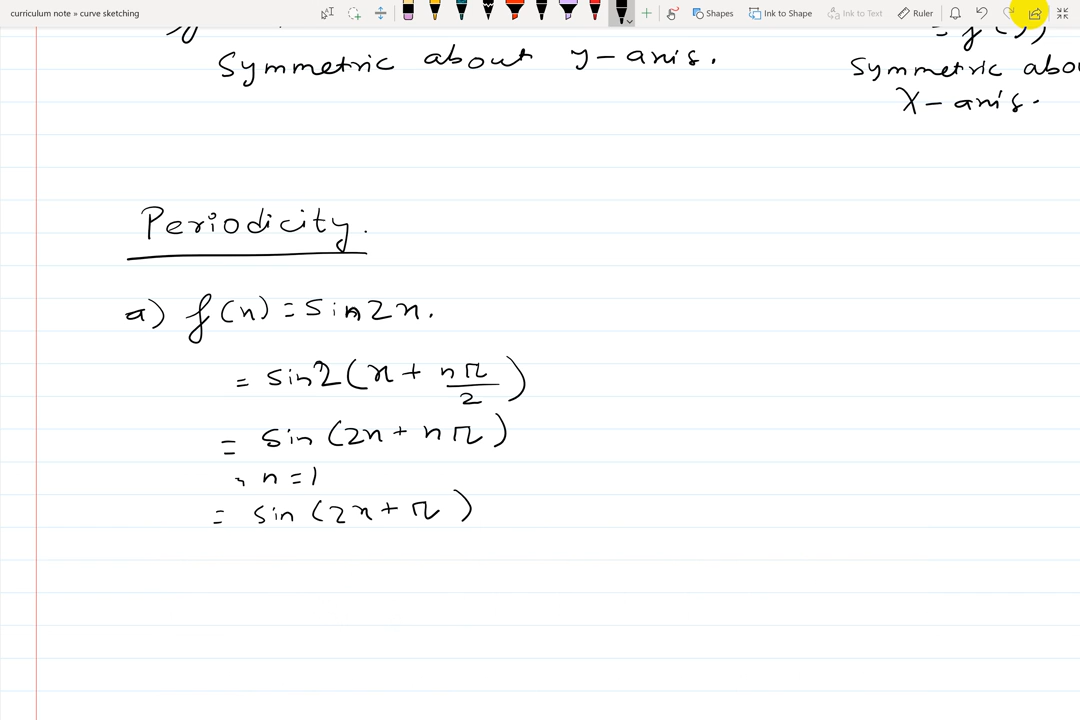 curriculum note » curve sketching
Shapes Ink to Shape Ink to Text Ruler
Symmetric about y-axis.
= f(y)
Symmetric abo
X-axis.
Periodicity.
a) f(x) = sin2x.
= sin2(x + nπ/2)
= sin(2x + nπ)
, n = 1
= sin(2x + π)